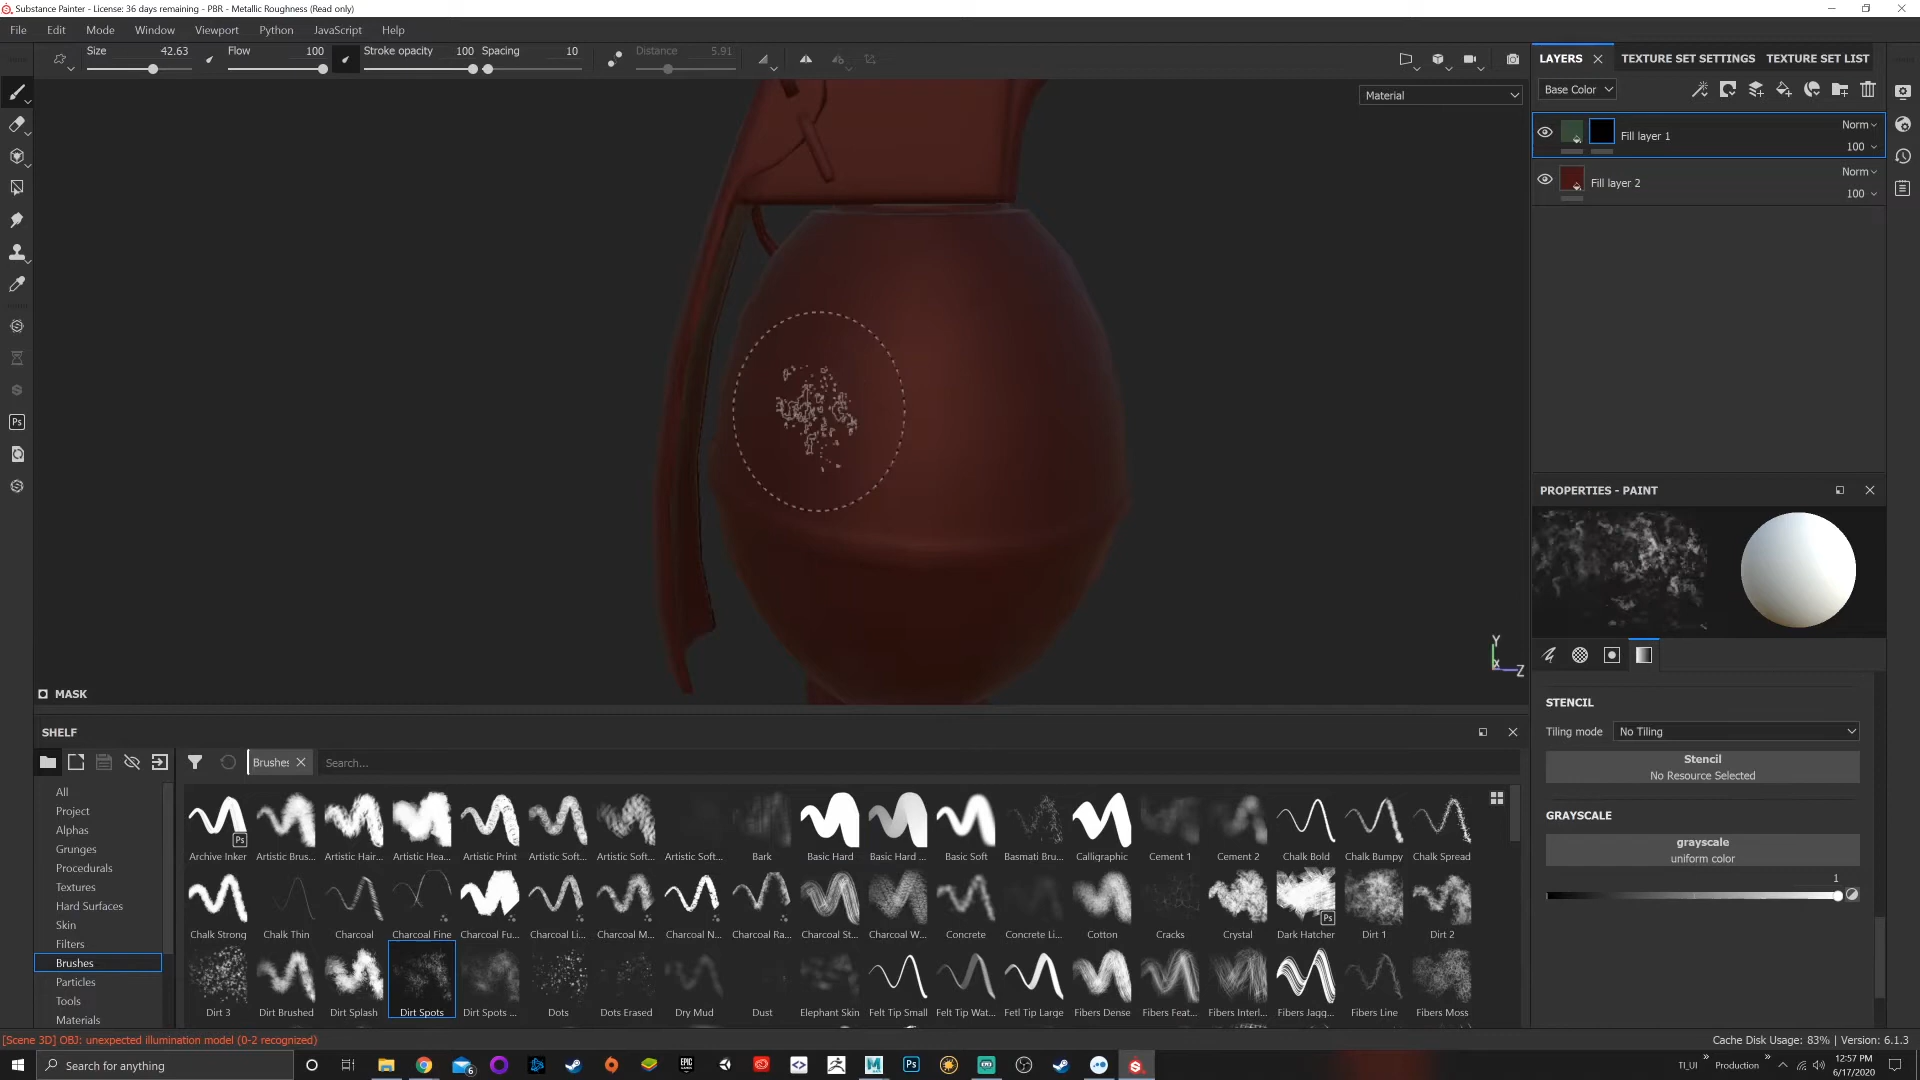 Substance Painter - License: 36 days remaining - PBR - Metallic Roughness (Read only)
File Edit Mode Window Viewport Python JavaScript Help
Size 42.63 Flow 100 Stroke opacity 100 Spacing 10 Distance 5.91
LAYERS TEXTURE SET SETTINGS TEXTURE SET LIST
Material
Base Color
Norm
Fill layer 1
100
Norm
Fill layer 2
100
Y
X
Z
MASK
PROPERTIES - PAINT
STENCIL
Tiling mode No Tiling
Stencil
No Resource Selected
GRAYSCALE
grayscale
uniform color
1
SHELF
Brushes
Search...
All
Project
Alphas
Grunges
Procedurals
Textures
Hard Surfaces
Skin
Filters
Brushes
Particles
Tools
Materials
Ps
Archive Inker Artistic Brus... Artistic Hair... Artistic Hea... Artistic Print Artistic Soft... Artistic Soft... Artistic Soft... Bark Basic Hard Basic Hard ... Basic Soft Basmati Bru... Calligraphic Cement 1 Cement 2 Chalk Bold Chalk Bumpy Chalk Spread
Ps
Chalk Strong Chalk Thin Charcoal Charcoal Fine Charcoal Fu... Charcoal Li... Charcoal M... Charcoal N... Charcoal Ra... Charcoal St... Charcoal W... Concrete Concrete Li... Cotton Cracks Crystal Dark Hatcher Dirt 1 Dirt 2
Dirt 3 Dirt Brushed Dirt Splash Dirt Spots Dirt Spots ... Dots Dots Erased Dry Mud Dust Elephant Skin Felt Tip Small Felt Tip Wat... Fetl Tip Large Fibers Dense Fibers Feat... Fibers Interl... Fibers Jagg... Fibers Line Fibers Moss
[Scene 3D] OBJ: unexpected illumination model (0-2 recognized)
Cache Disk Usage: 83% | Version: 6.1.3
Search for anything
6
EPIC
Ps
TI_UI
Production
12:57 PM
6/17/2020